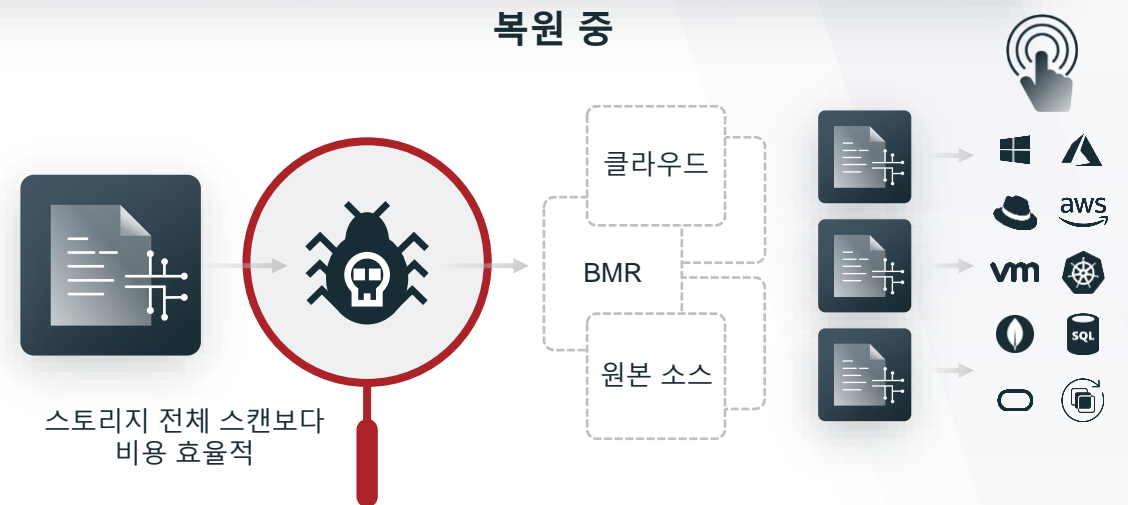 복원 중
클라우드
BMR
원본 소스
스토리지 전체 스캔보다
비용 효율적
aws
vm
SQL